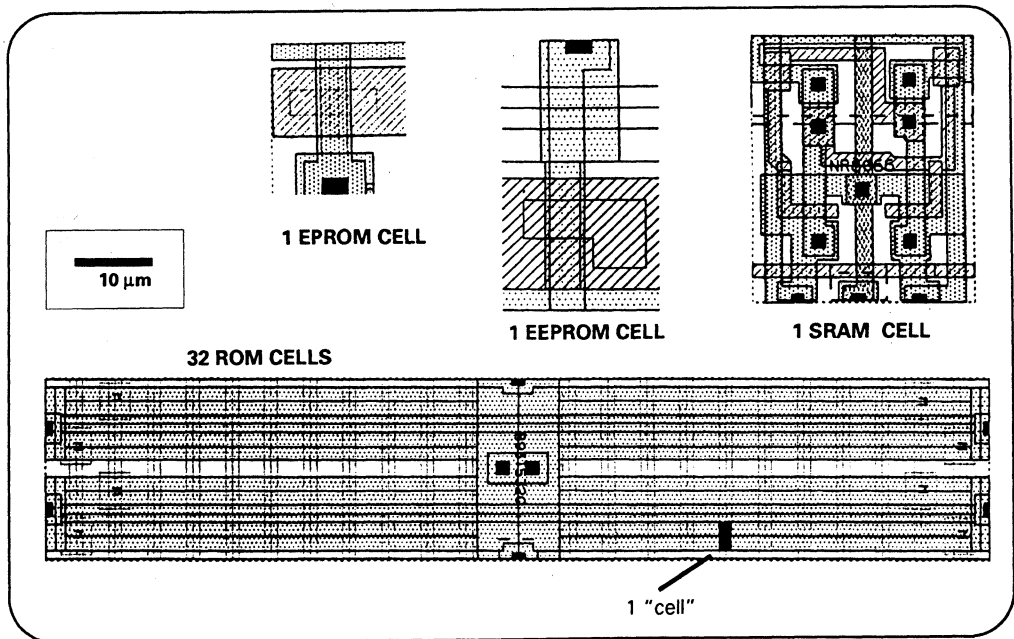 1 EPROM CELL
10 µm
1 EEPROM CELL
1 SRAM CELL
32 ROM CELLS
1 "cell"